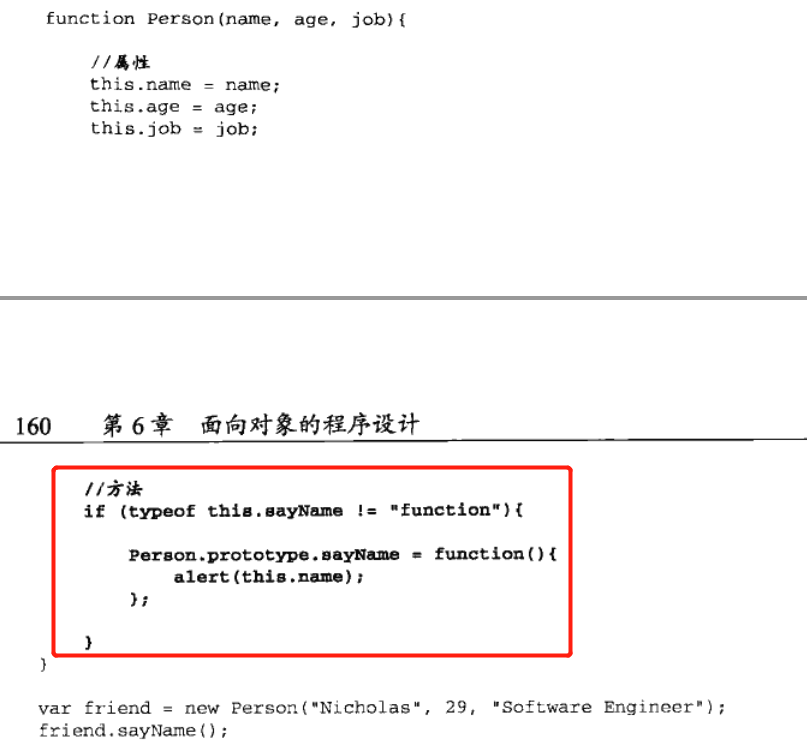 function Person(name, age, job){
//属性
this.name = name;
this.age = age;
this.job = job;
160 第6章 面向对象的程序设计
//方法
if (typeof this.sayName != "function"){
Person.prototype.sayName = function(){
alert(this.name);
};
}
}
var friend = new Person("Nicholas", 29, "Software Engineer");
friend.sayName();